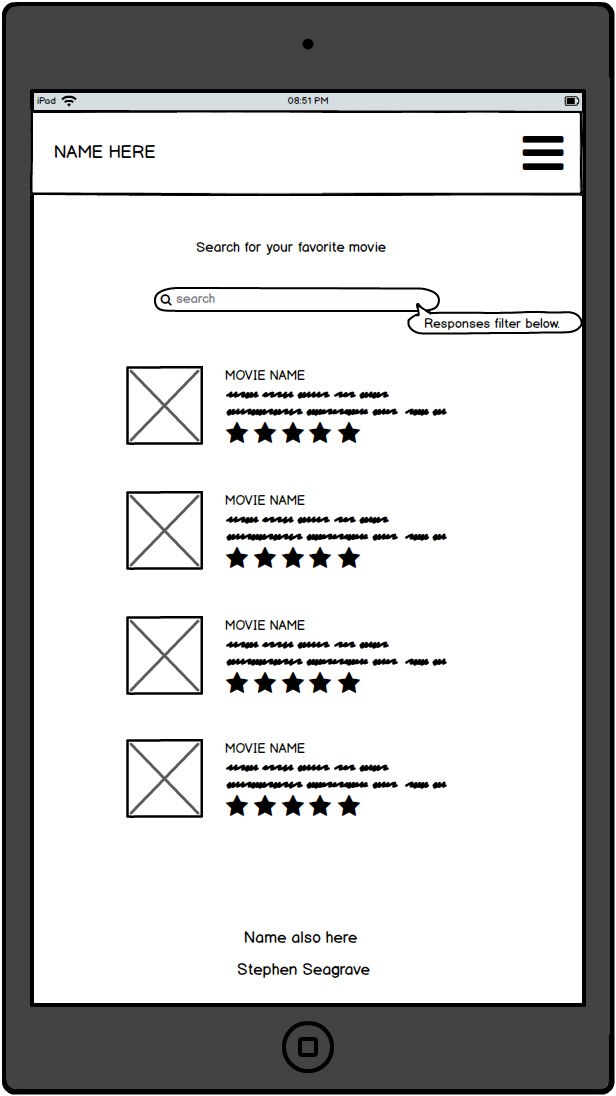 iPad 08:51 PM
NAME HERE
Search for your favorite movie
search
Responses filter below.
MOVIE NAME
MOVIE NAME
MOVIE NAME
MOVIE NAME
Name also here
Stephen Seagrave